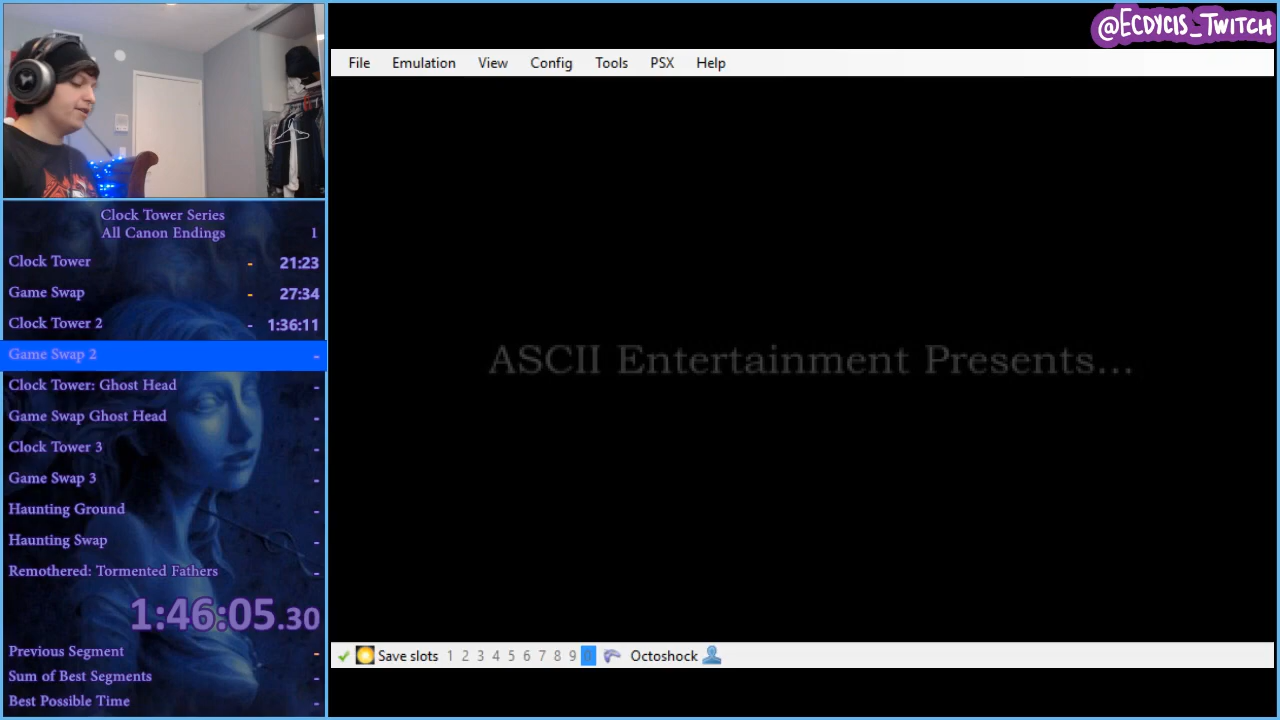 @ECDYCIS_TWITCH
File Emulation View Config Tools PSX Help
ASCII Entertainment Presents...
Clock Tower Series
All Canon Endings 1
Clock Tower - 21:23
Game Swap - 27:34
Clock Tower 2 - 1:36:11
Game Swap 2 -
Clock Tower: Ghost Head -
Game Swap Ghost Head -
Clock Tower 3 -
Game Swap 3 -
Haunting Ground -
Haunting Swap -
Remothered: Tormented Fathers -
1:46:05.30
Previous Segment -
Sum of Best Segments -
Best Possible Time -
Save slots 1 2 3 4 5 6 7 8 9 Octoshock